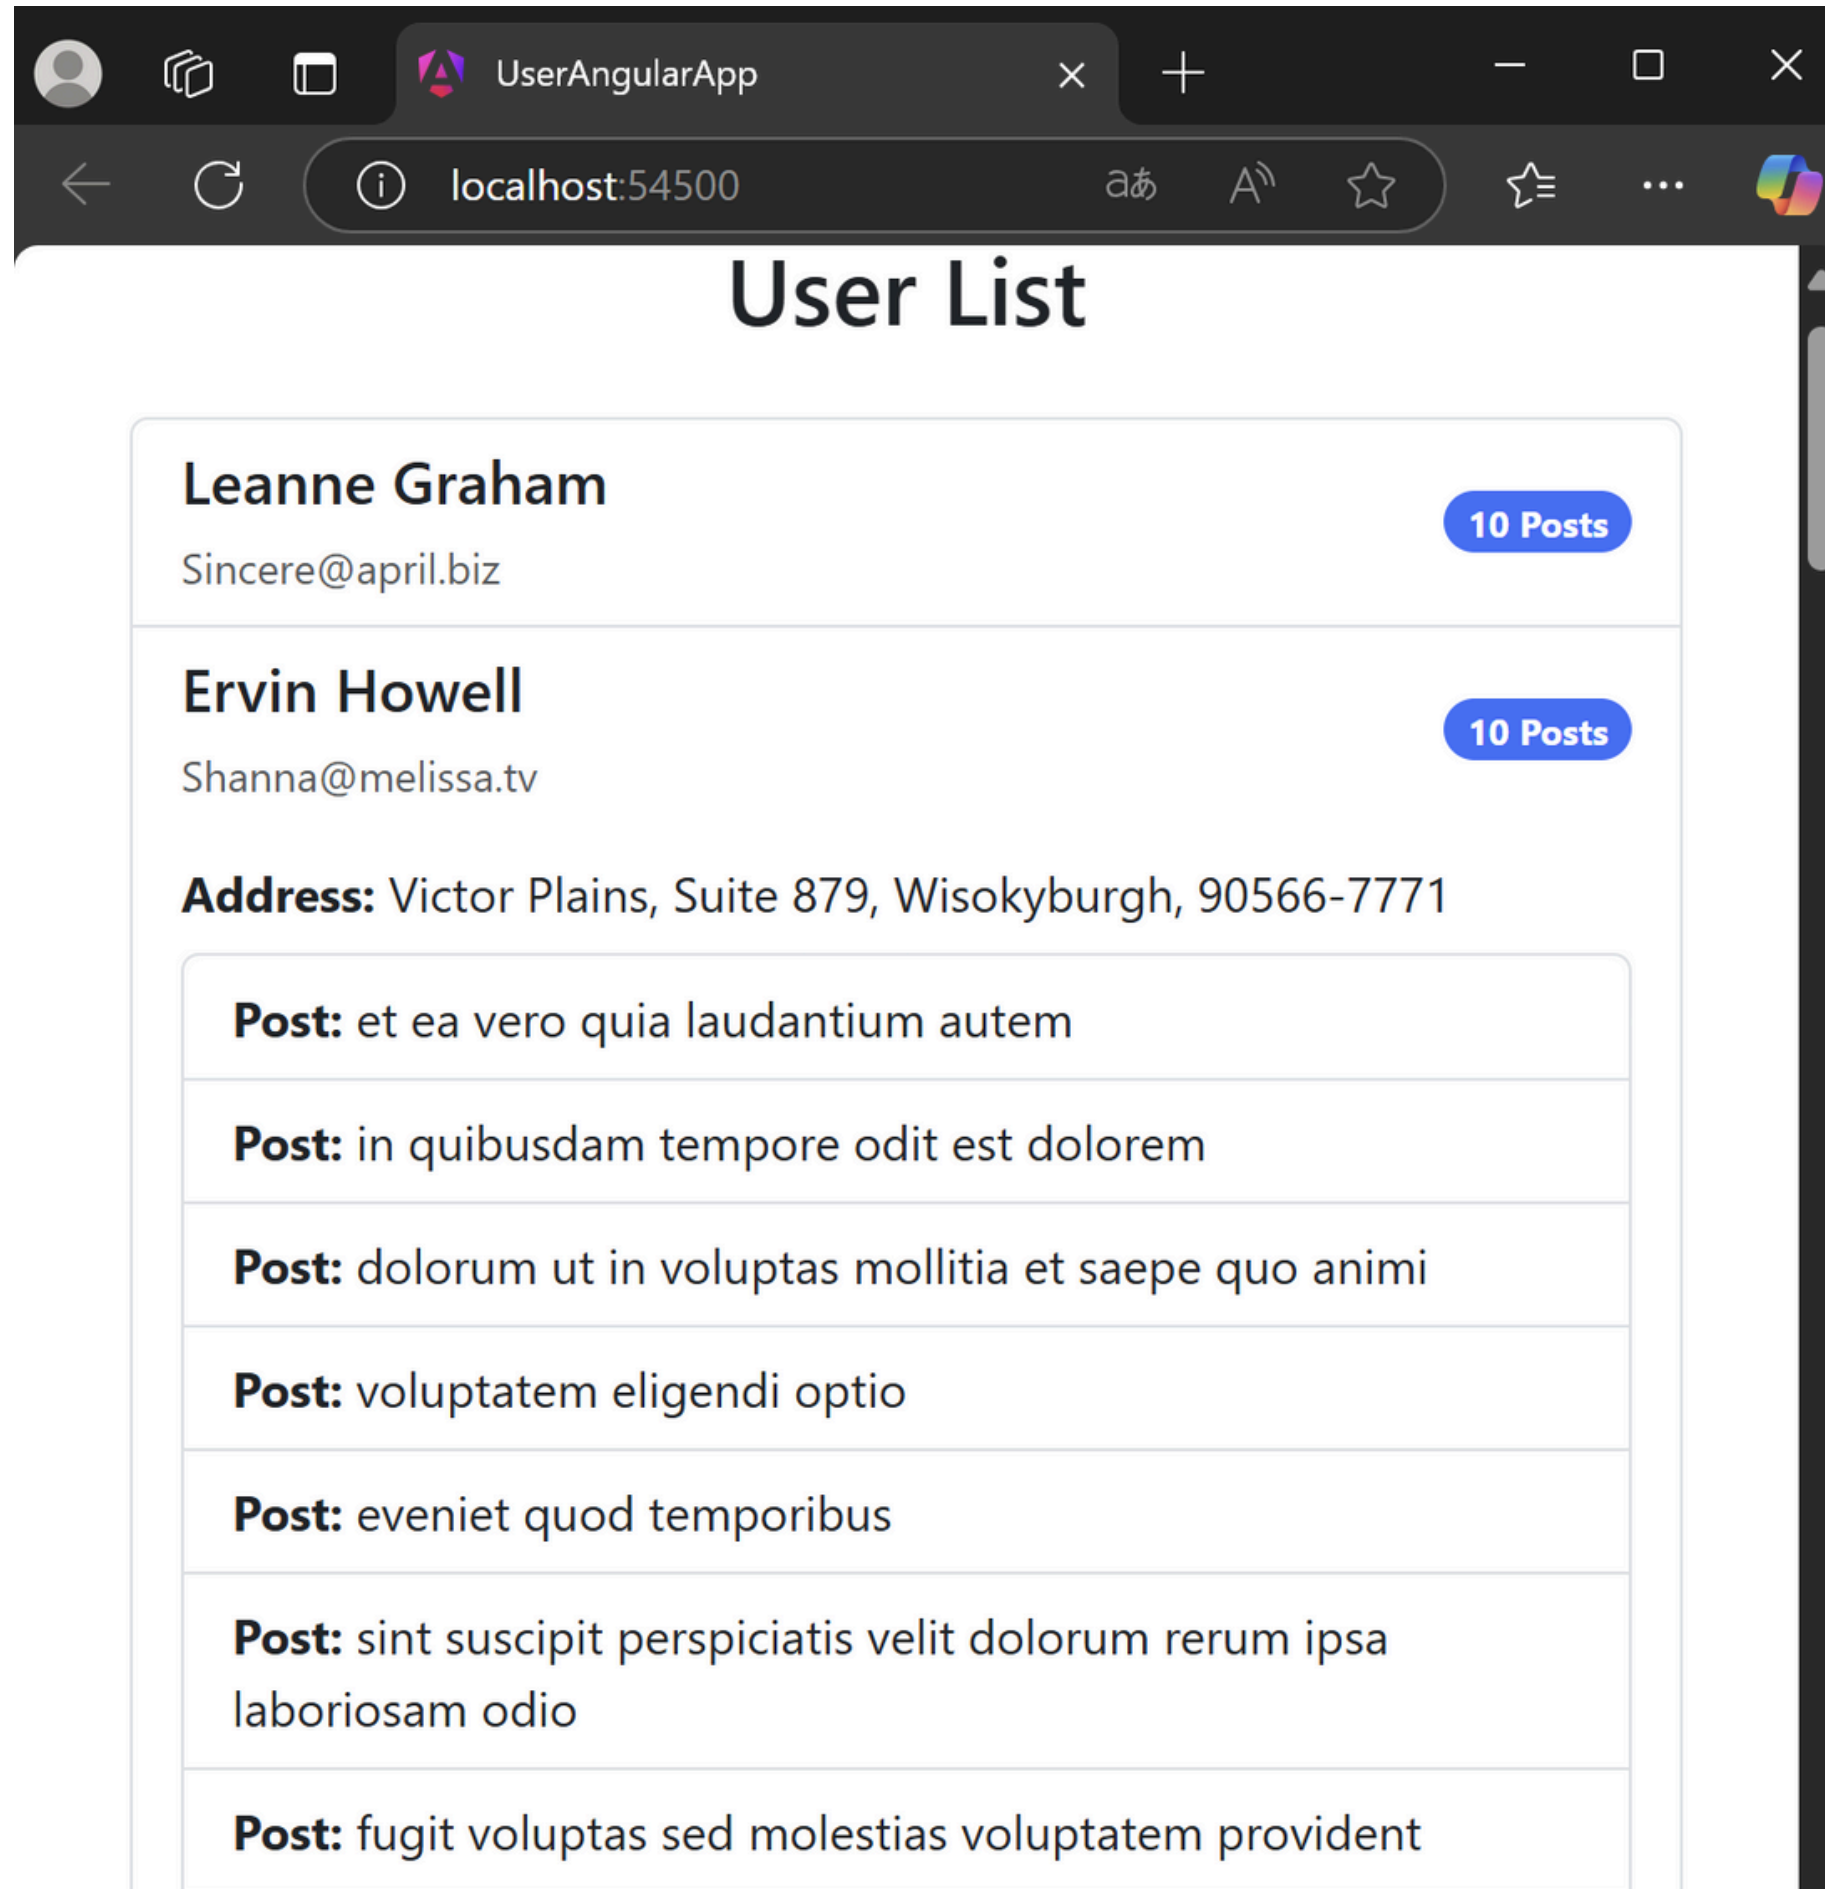 UserAngularApp
localhost:54500
aあ
A
User List
Leanne Graham
10 Posts
Sincere@april.biz
Ervin Howell
10 Posts
Shanna@melissa.tv
Address: Victor Plains, Suite 879, Wisokyburgh, 90566-7771
Post: et ea vero quia laudantium autem
Post: in quibusdam tempore odit est dolorem
Post: dolorum ut in voluptas mollitia et saepe quo animi
Post: voluptatem eligendi optio
Post: eveniet quod temporibus
Post: sint suscipit perspiciatis velit dolorum rerum ipsa
laboriosam odio
Post: fugit voluptas sed molestias voluptatem provident